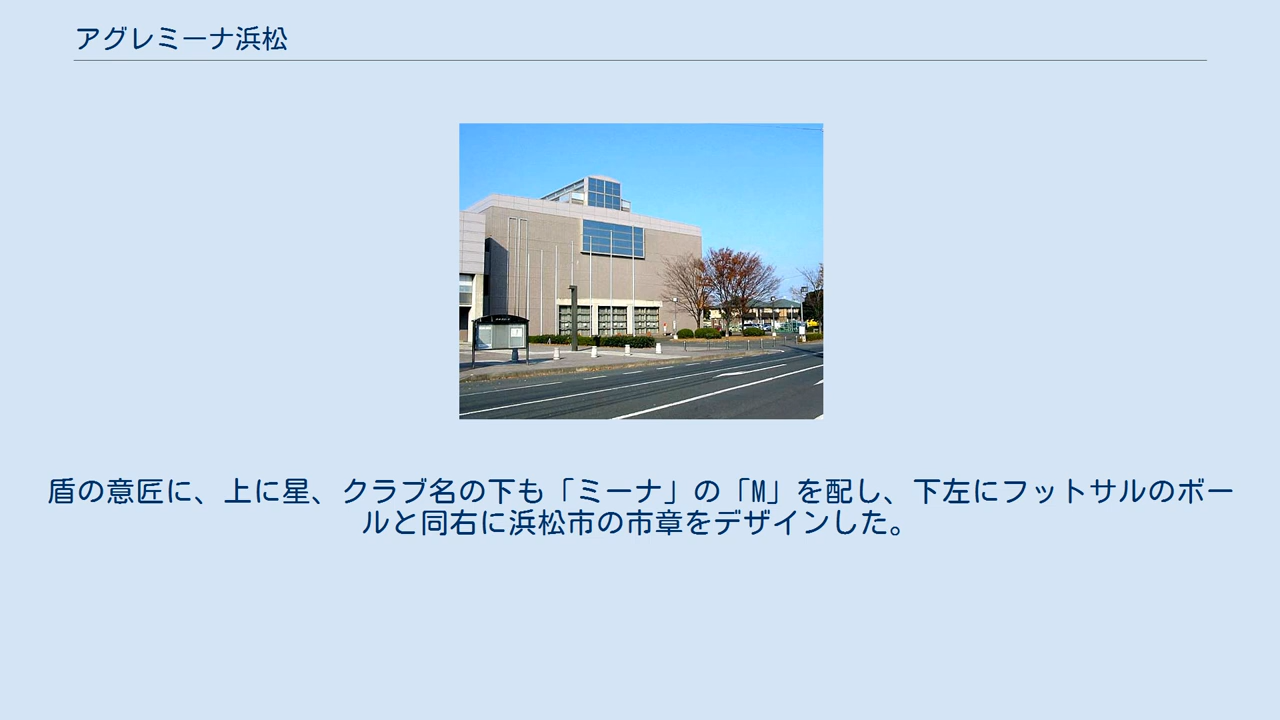 アグレミーナ浜松
盾の意匠に、上に星、クラブ名の下も「ミーナ」の「M」を配し、下左にフットサルのボー
ルと同右に浜松市の市章をデザインした。